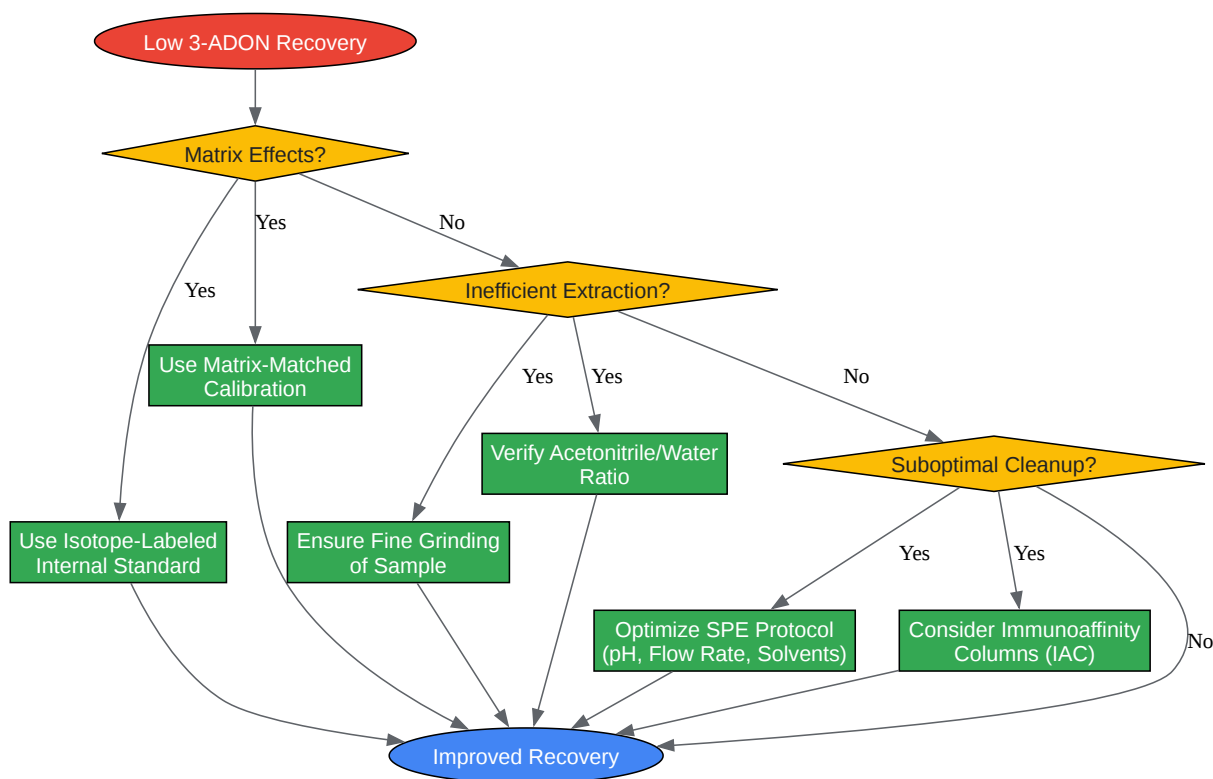 Low 3-ADON Recovery
Matrix Effects?
Yes
No
Yes
Inefficient Extraction?
Use Matrix-Matched
Calibration
Yes
Yes
No
Verify Acetonitrile/Water
Ratio
Suboptimal Cleanup?
Use Isotope-Labeled
Internal Standard
Ensure Fine Grinding
of Sample
Yes
Yes
Optimize SPE Protocol
(pH, Flow Rate, Solvents)
Consider Immunoaffinity
Columns (IAC)
No
Improved Recovery